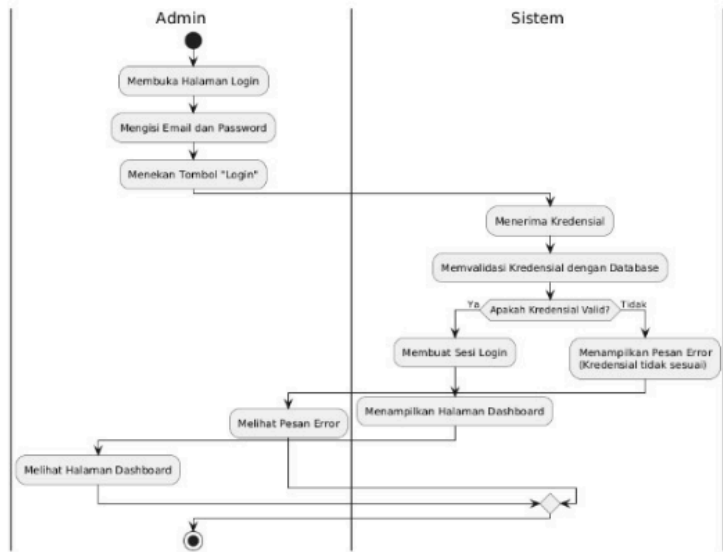 Admin
Sistem
Membuka Halaman Login
Mengisi Email dan Password
Menekan Tombol "Login"
Menerima Kredensial
Memvalidasi Kredensial dengan Database
Ya
Apakah Kredensial Valid?
Tidak
Membuat Sesi Login
Menampilkan Pesan Error
(Kredensial tidak sesuai)
Melihat Pesan Error
Menampilkan Halaman Dashboard
Melihat Halaman Dashboard